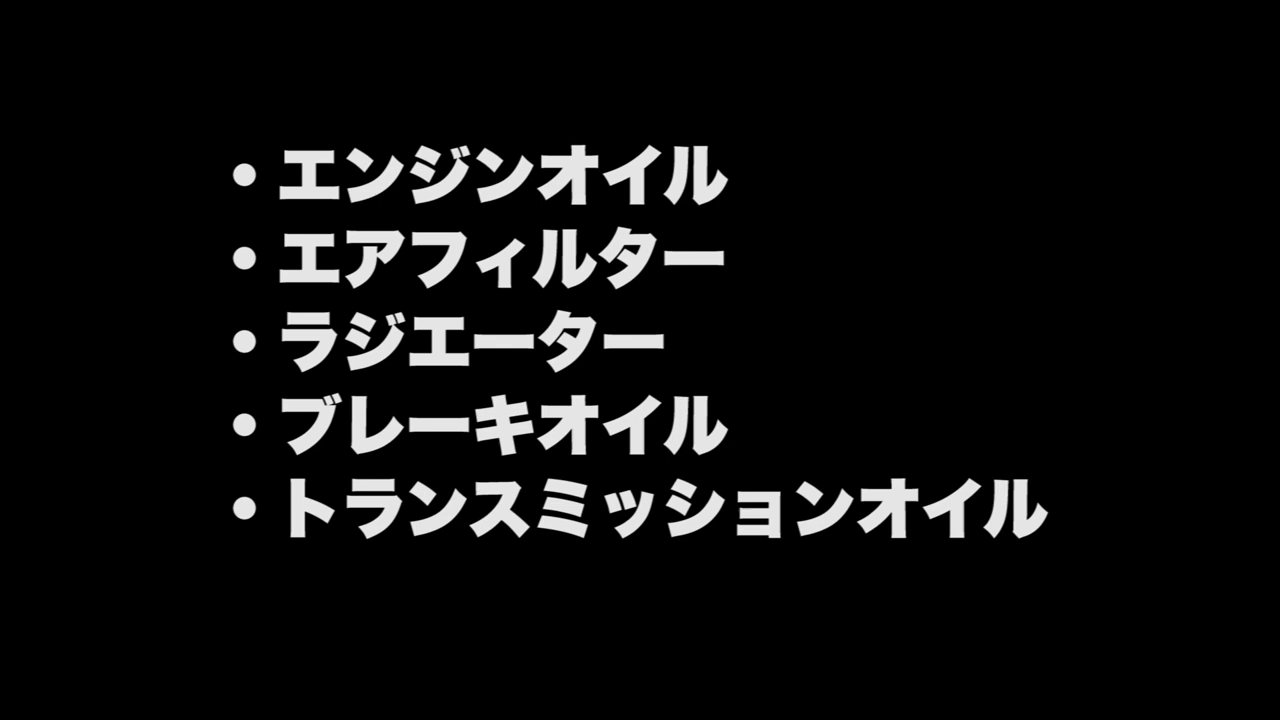 • エンジンオイル
• エアフィルター
• ラジエーター
• ブレーキオイル
• トランスミッションオイル